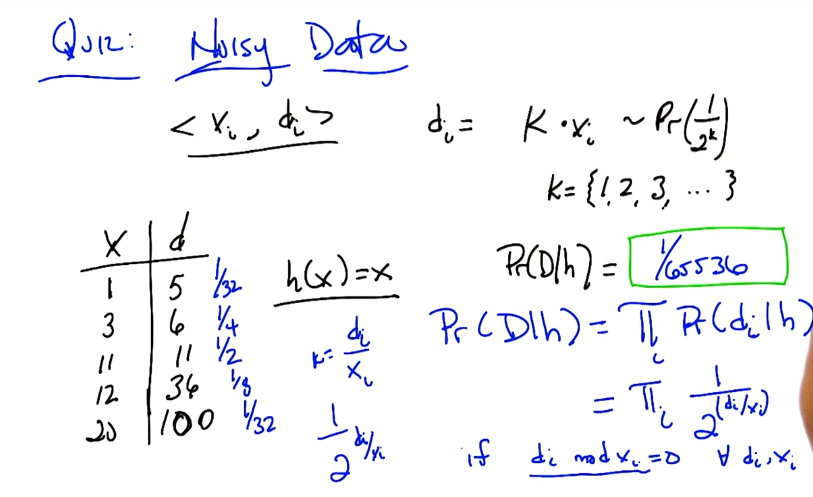 Quiz: Noisy Data
< xᵢ, dᵢ > dᵢ = K · xᵢ ~ Pr(1/2ᵏ)
K = {1, 2, 3, ... }
x | d
1 | 5 1/32
3 | 6 1/4
11 | 11 1/2
12 | 36 1/8
20 | 100 1/32
h(x) = x
K = dᵢ/xᵢ
1/2^(dᵢ/xᵢ)
Pr(D|h) = 1/65536
Pr(D|h) = πᵢ Pr(dᵢ|h)
= πᵢ 1/2^(dᵢ/xᵢ)
if dᵢ mod xᵢ = 0 ∀ dᵢ, xᵢ